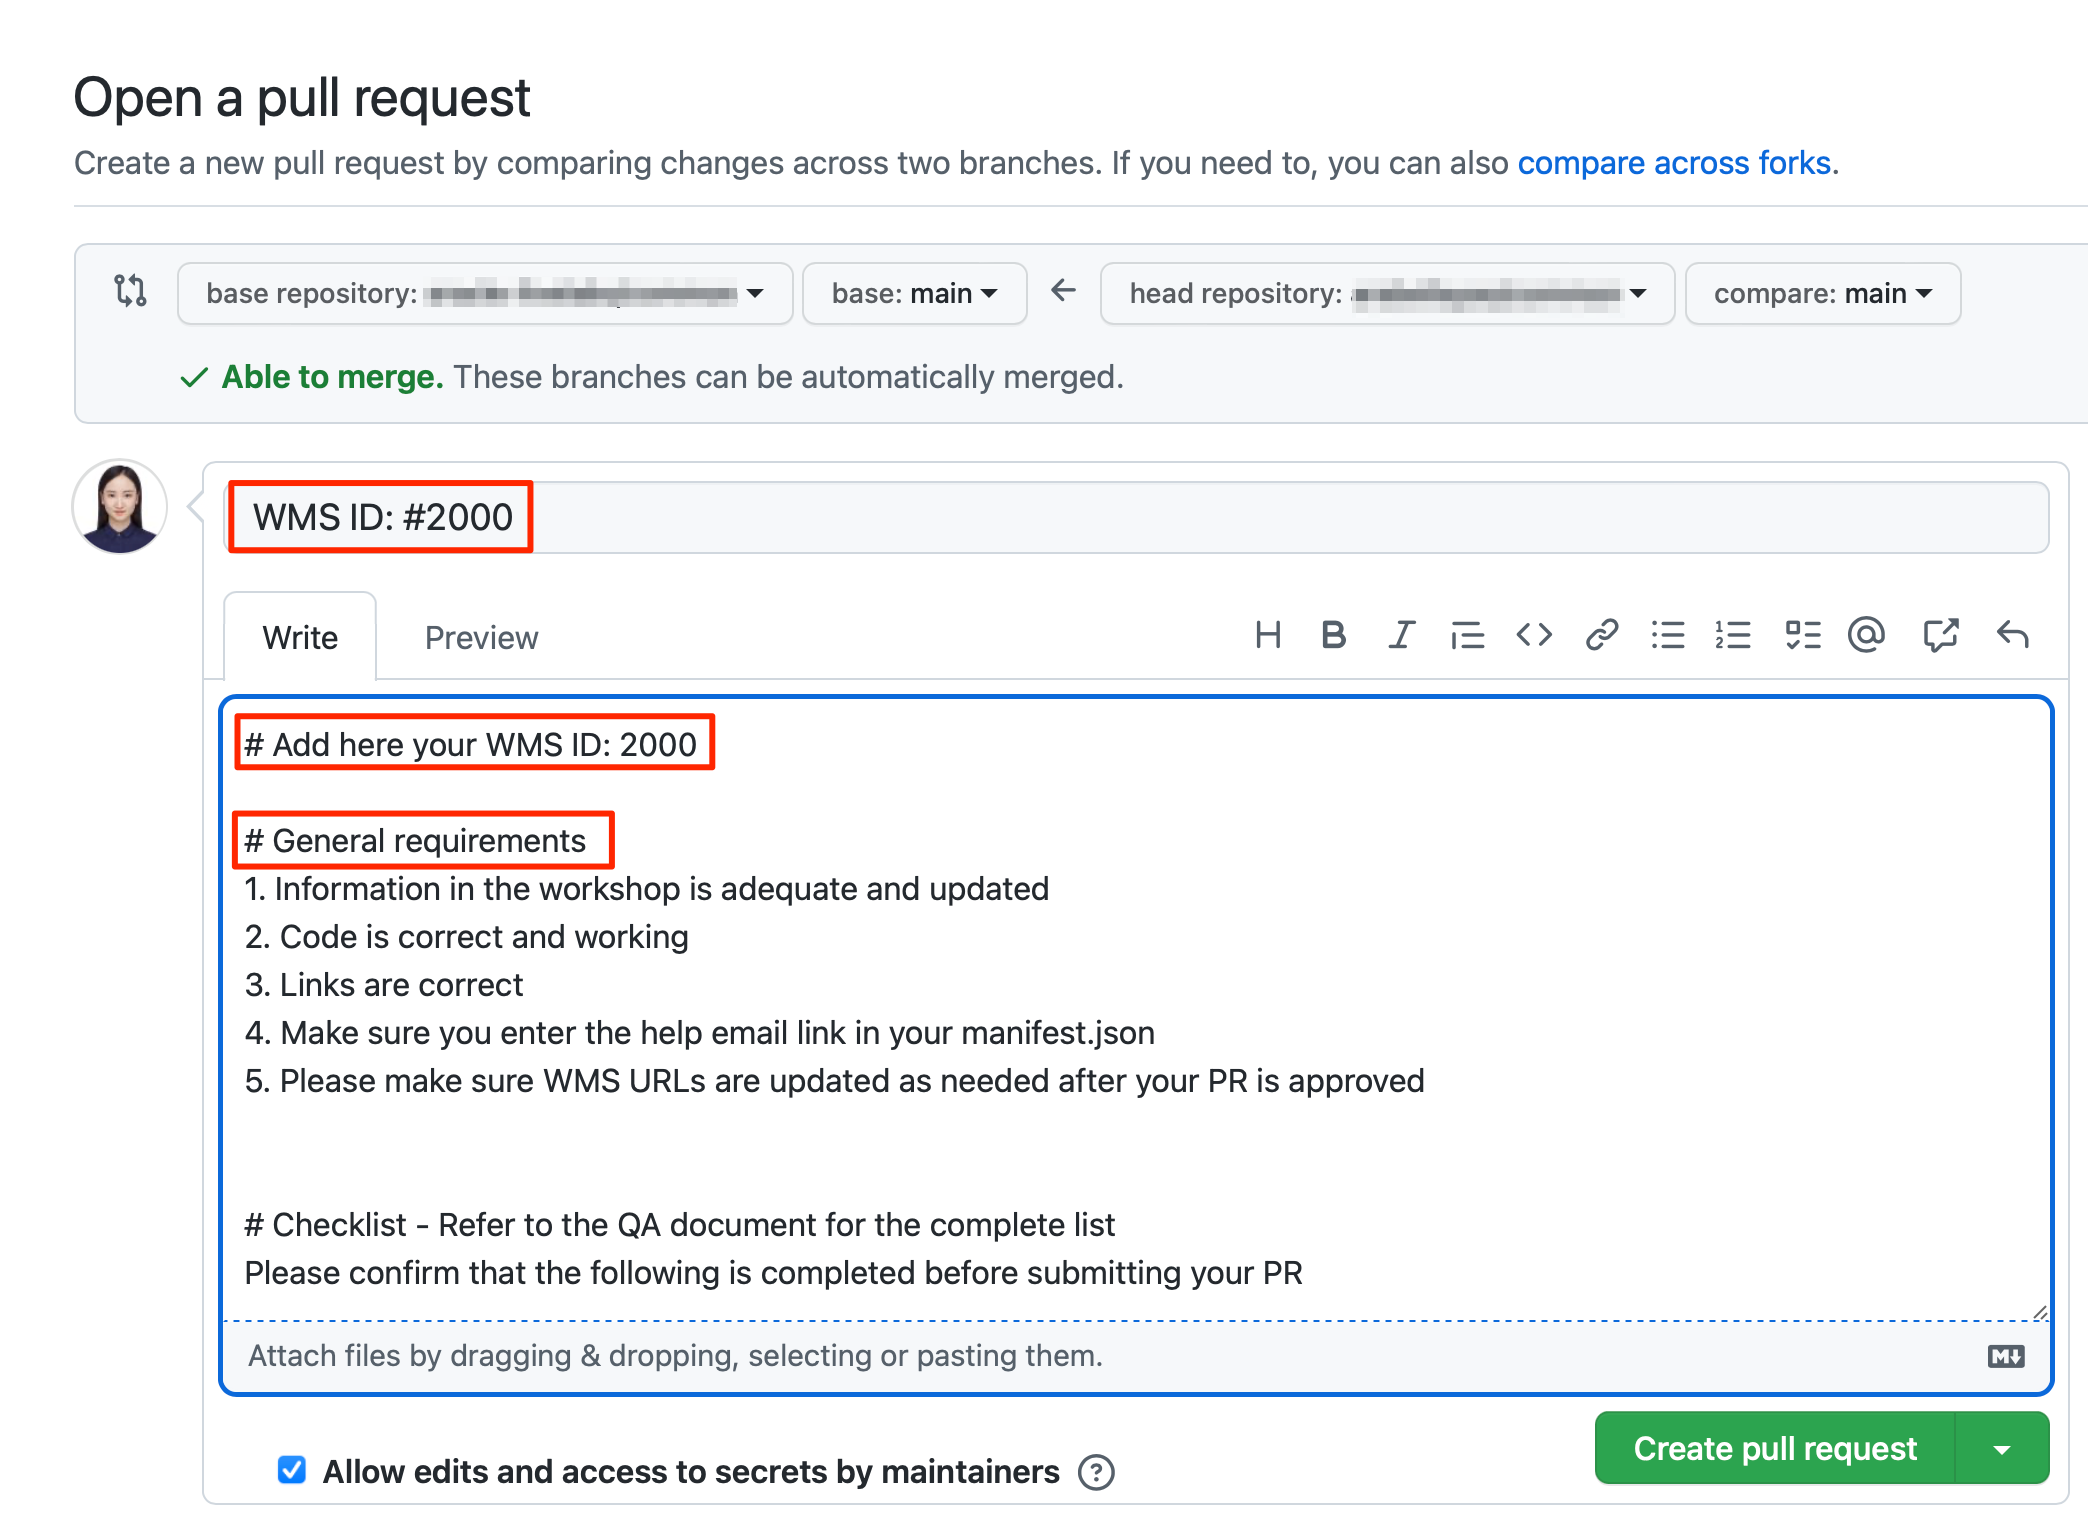 Open a pull request
Create a new pull request by comparing changes across two branches. If you need to, you can also compare across forks.
base repository: base: main head repository: compare: main
Able to merge. These branches can be automatically merged.
WMS ID: #2000
Write Preview
# Add here your WMS ID: 2000
# General requirements
1. Information in the workshop is adequate and updated
2. Code is correct and working
3. Links are correct
4. Make sure you enter the help email link in your manifest.json
5. Please make sure WMS URLs are updated as needed after your PR is approved
# Checklist - Refer to the QA document for the complete list
Please confirm that the following is completed before submitting your PR
Attach files by dragging & dropping, selecting or pasting them.
Allow edits and access to secrets by maintainers
Create pull request